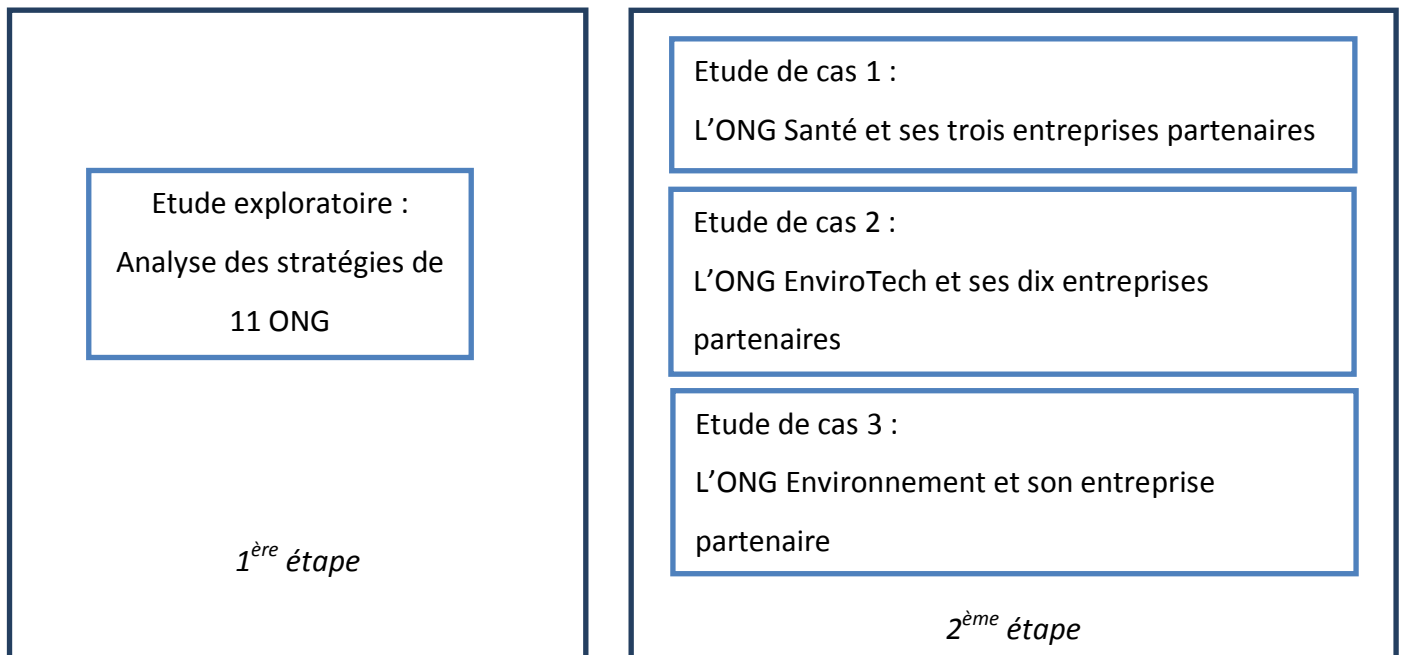 Etude exploratoire :
Analyse des stratégies de
11 ONG
1ère étape
Etude de cas 1 :
L’ONG Santé et ses trois entreprises partenaires
Etude de cas 2 :
L’ONG EnviroTech et ses dix entreprises
partenaires
Etude de cas 3 :
L’ONG Environnement et son entreprise
partenaire
2ème étape